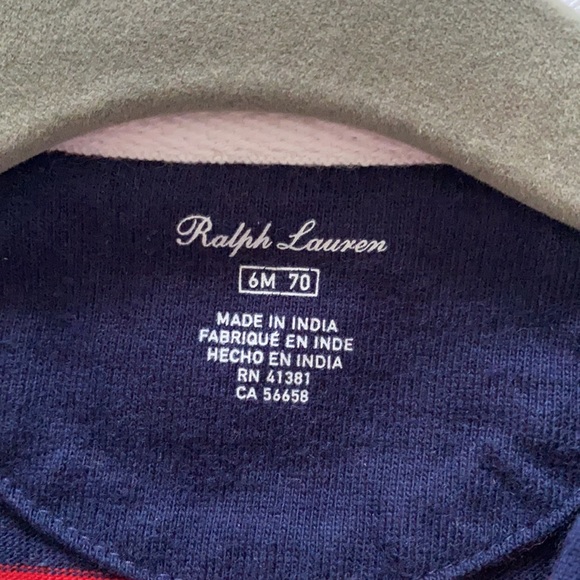 Ralph Lauren
6M 70
MADE IN INDIA
FABRIQUÉ EN INDE
HECHO EN INDIA
RN 41381
CA 56658